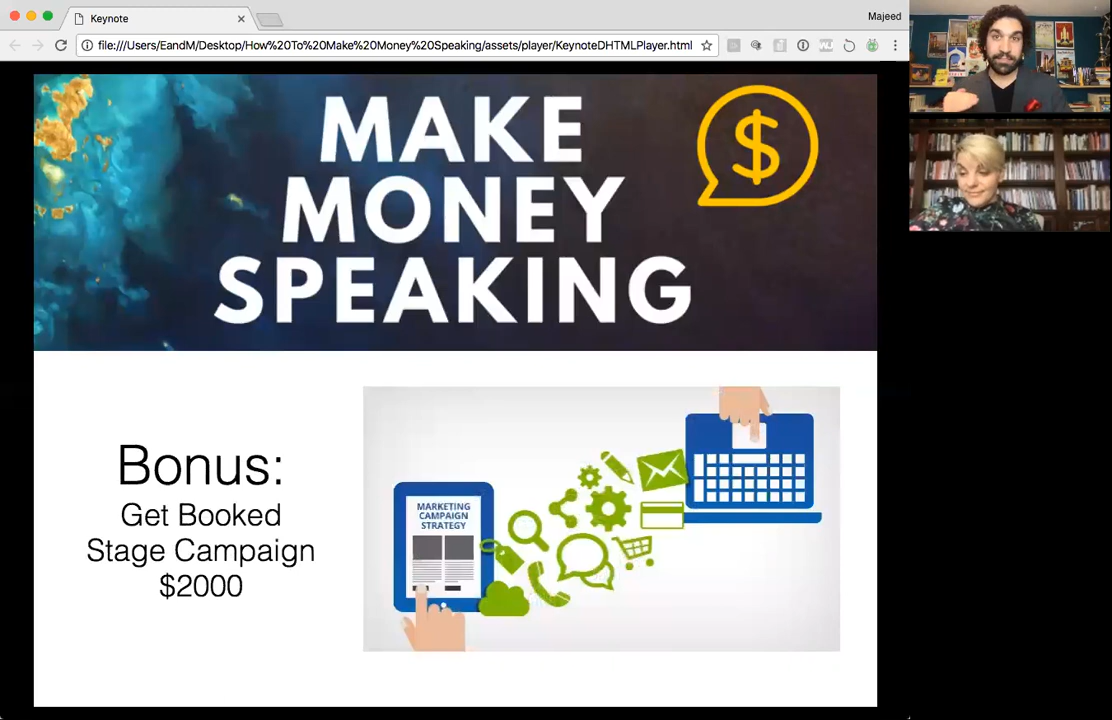 Keynote
Majeed
file:///Users/EandM/Desktop/How%20To%20Make%20Money%20Speaking/assets/player/KeynoteDHTMLPlayer.html
MAKE
MONEY
SPEAKING
$
Bonus:
Get Booked
Stage Campaign
$2000
MARKETING
CAMPAIGN
STRATEGY